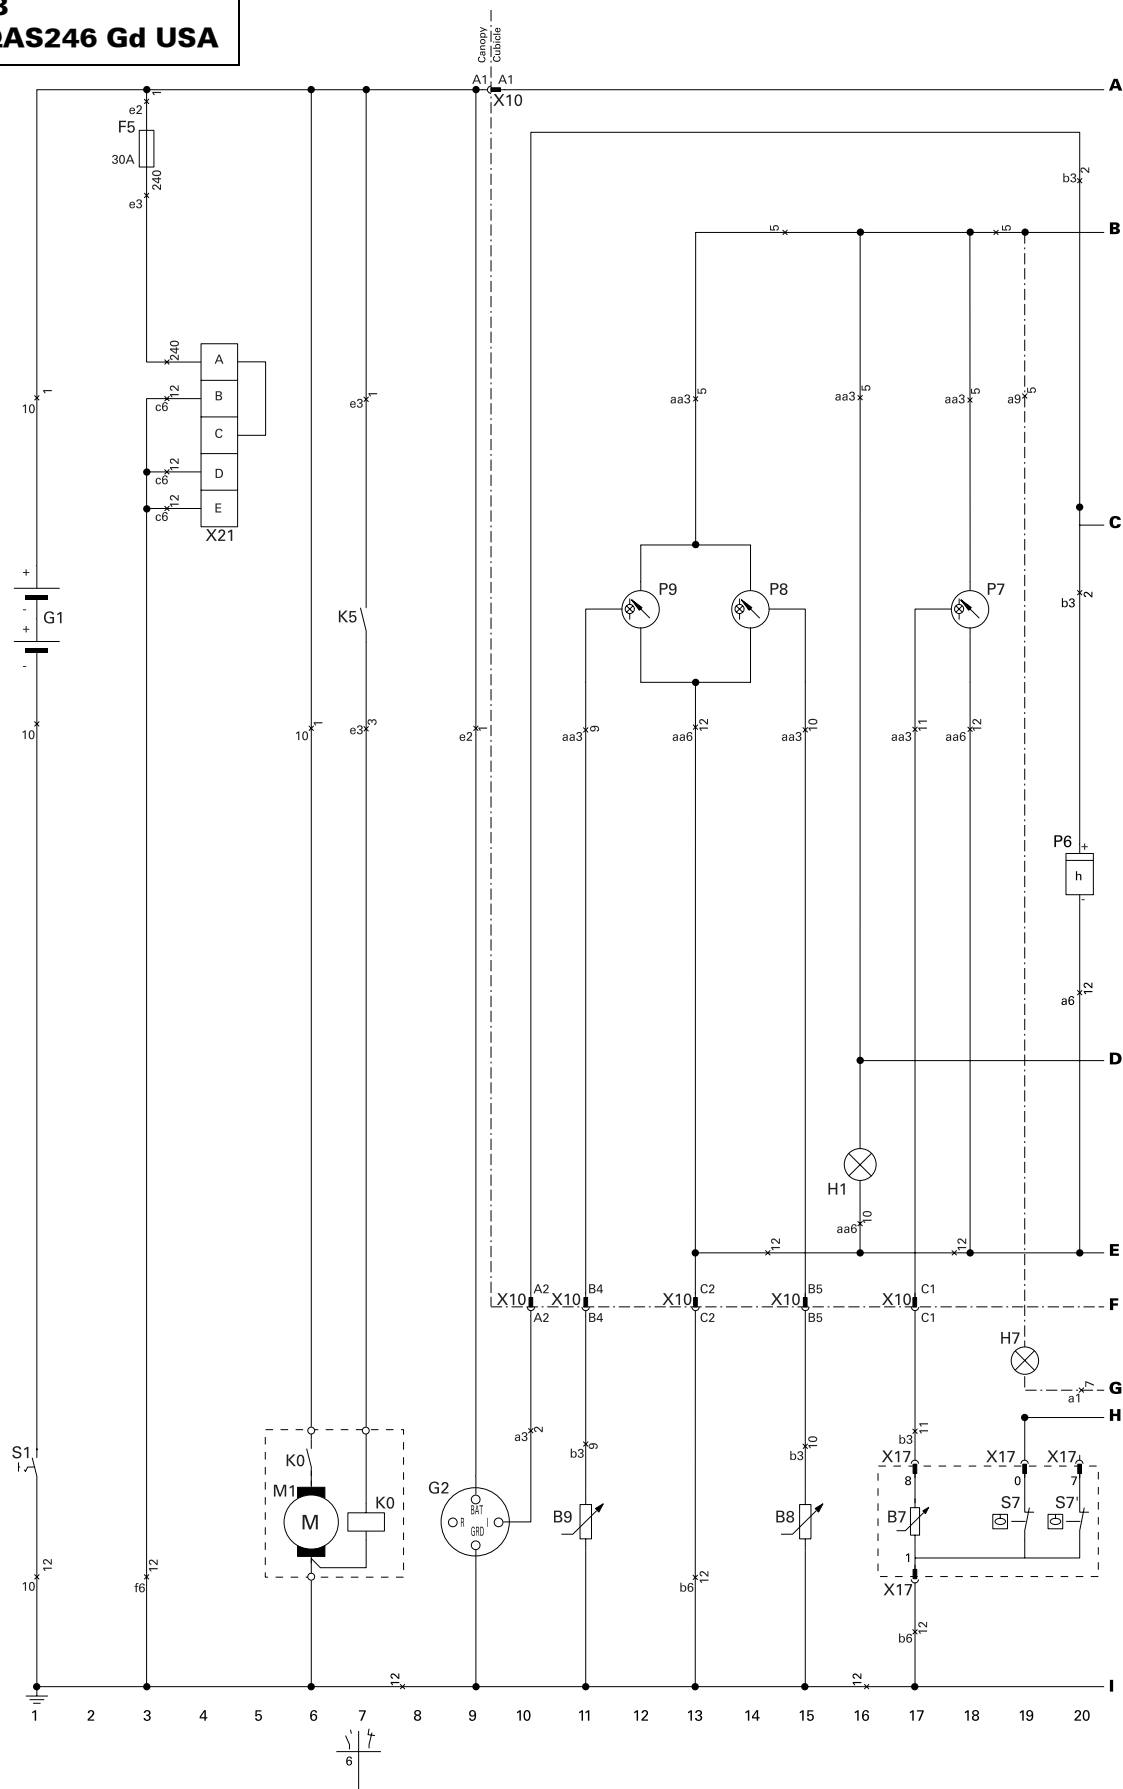 QAS246 Gd USA
Canopy
Cubicle
A1 A1 A
X10
e2 1
F5
30A
240
e3
b3 2
5 5 B
240 A
10 1
c6 12 B
e3 1
aa3 5
aa3 5
aa3 5
a9 5
C
c6 12 D
c6 12 E
X21
C
+
-
G1
+
-
K5
P9 P8 P7
b3 2
10
10 1
e3 3
e2 1
aa3 9
aa6 12
aa3 10
aa3 11
aa6 12
P6 +
h
-
a6 12
D
H1
aa6 10
12 12 E
A2 B4 C2 B5 C1
X10 X10 X10 X10 X10 F
A2 B4 C2 B5 C1
H7
a1 7 G
H
S1
K0
M1
M
K0
G2
BAT
R I
GRD
a3 2
b3 9
b3 10
b3 11
X17 X17 X17
8 0 7
B9 B8 B7 S7 S7'
1
X17
10 12
f6 12
b6 12
b6 12
12 12 I
1 2 3 4 5 6 7 8 9 10 11 12 13 14 15 16 17 18 19 20
6